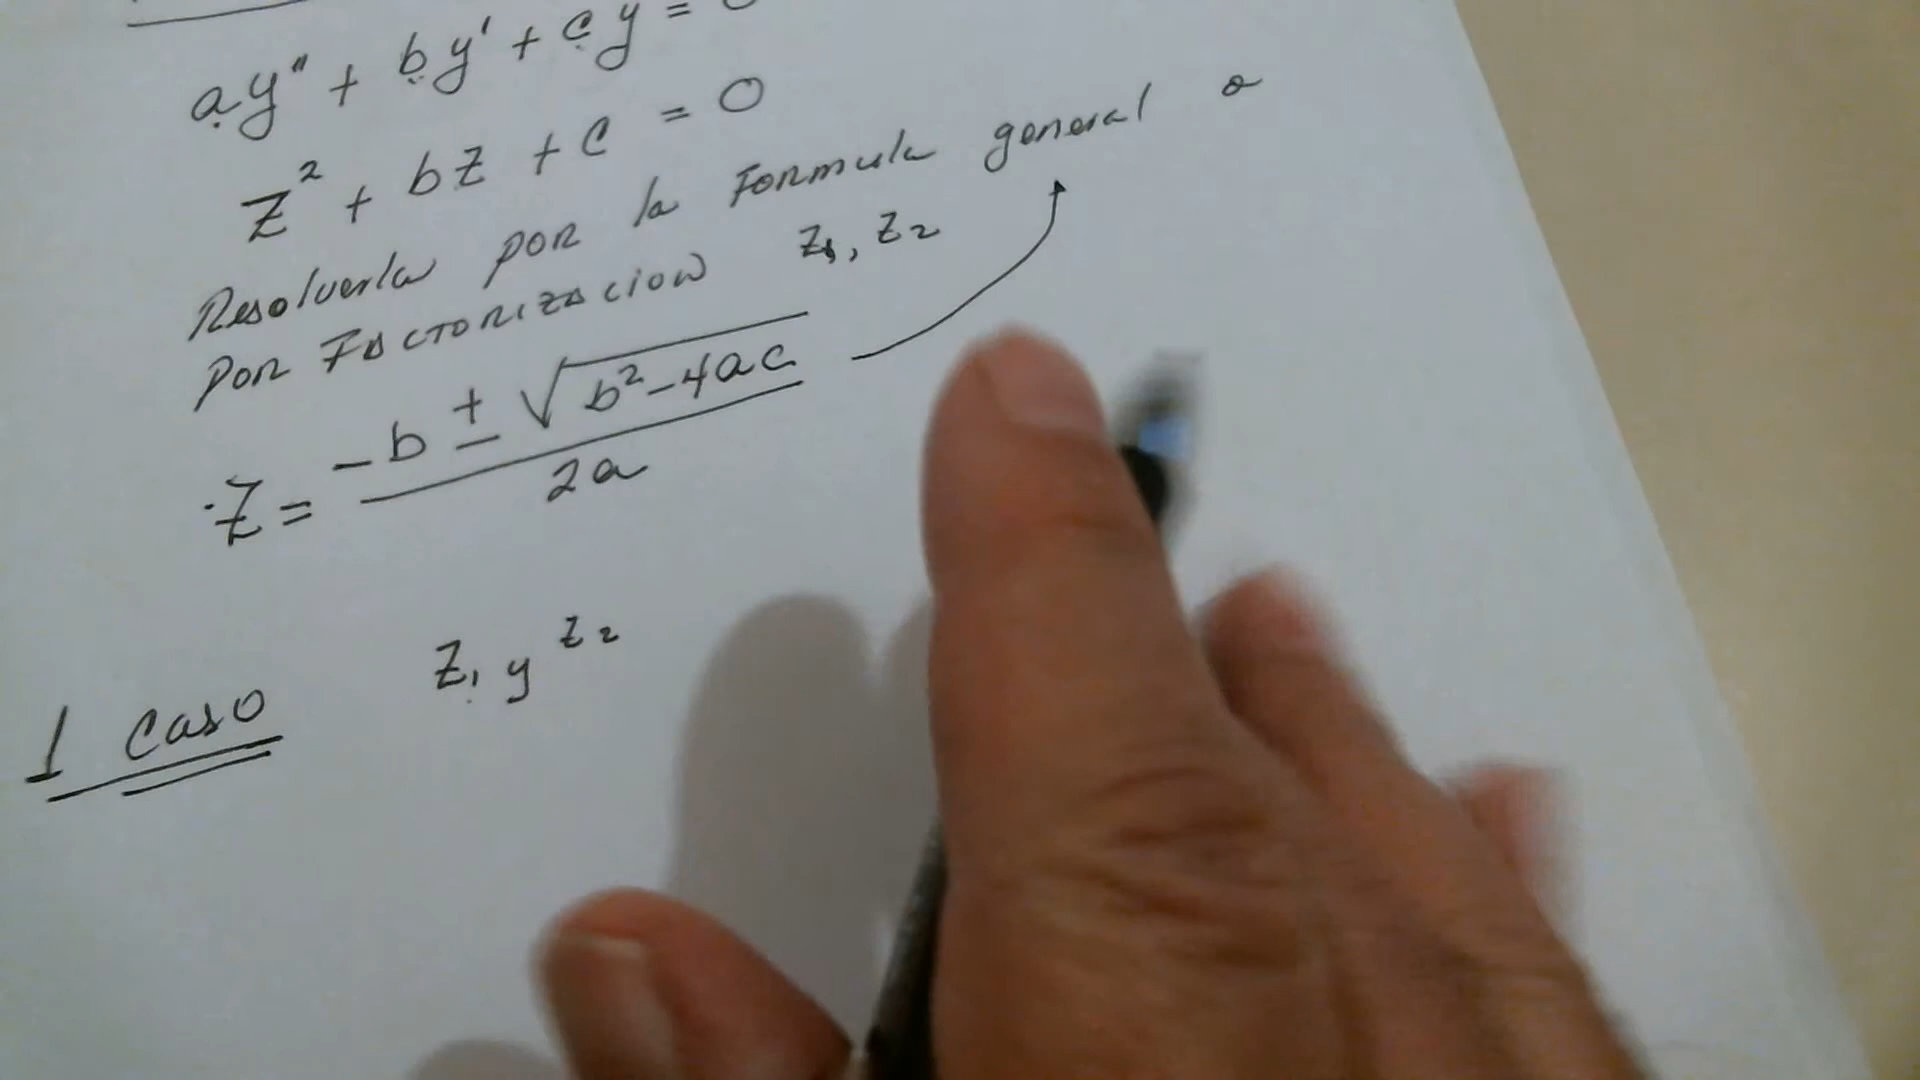 ay" + by' + cy = 0
z² + bz + c = 0
Resolverla por la formula general o
por factorizacion z₁, z₂
z = -b ± √b²-4ac / 2a
1 caso z₁ y z₂